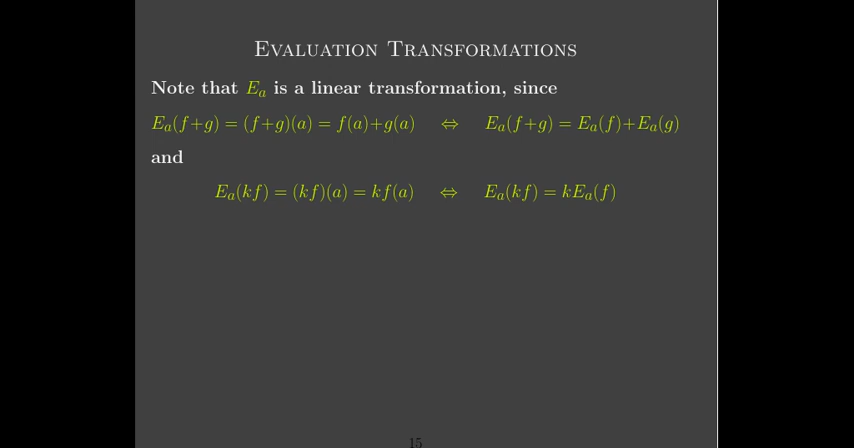 Evaluation Transformations
Note that E_a is a linear transformation, since
E_a(f+g) = (f+g)(a) = f(a)+g(a) ⇔ E_a(f+g) = E_a(f)+E_a(g)
and
E_a(kf) = (kf)(a) = kf(a) ⇔ E_a(kf) = kE_a(f)
15